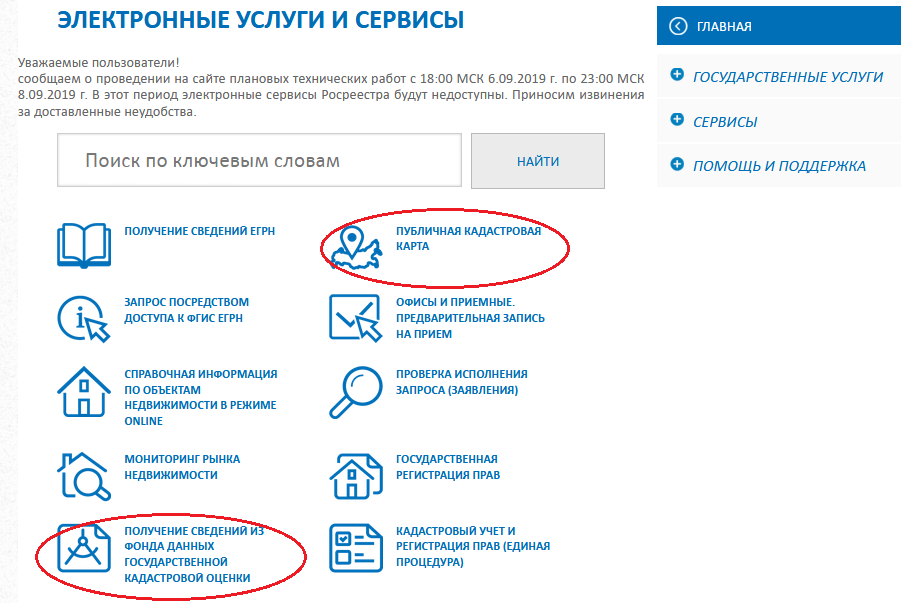 ЭЛЕКТРОННЫЕ УСЛУГИ И СЕРВИСЫ
Уважаемые пользователи!
сообщаем о проведении на сайте плановых технических работ с 18:00 МСК 6.09.2019 г. по 23:00 МСК
8.09.2019 г. В этот период электронные сервисы Росреестра будут недоступны. Приносим извинения
за доставленные неудобства.
Поиск по ключевым словам
НАЙТИ
ПОЛУЧЕНИЕ СВЕДЕНИЙ ЕГРН
ПУБЛИЧНАЯ КАДАСТРОВАЯ
КАРТА
ЗАПРОС ПОСРЕДСТВОМ
ДОСТУПА К ФГИС ЕГРН
ОФИСЫ И ПРИЕМНЫЕ.
ПРЕДВАРИТЕЛЬНАЯ ЗАПИСЬ
НА ПРИЕМ
СПРАВОЧНАЯ ИНФОРМАЦИЯ
ПО ОБЪЕКТАМ
НЕДВИЖИМОСТИ В РЕЖИМЕ
ONLINE
ПРОВЕРКА ИСПОЛНЕНИЯ
ЗАПРОСА (ЗАЯВЛЕНИЯ)
МОНИТОРИНГ РЫНКА
НЕДВИЖИМОСТИ
ГОСУДАРСТВЕННАЯ
РЕГИСТРАЦИЯ ПРАВ
ПОЛУЧЕНИЕ СВЕДЕНИЙ ИЗ
ФОНДА ДАННЫХ
ГОСУДАРСТВЕННОЙ
КАДАСТРОВОЙ ОЦЕНКИ
КАДАСТРОВЫЙ УЧЕТ И
РЕГИСТРАЦИЯ ПРАВ (ЕДИНАЯ
ПРОЦЕДУРА)
ГЛАВНАЯ
ГОСУДАРСТВЕННЫЕ УСЛУГИ
СЕРВИСЫ
ПОМОЩЬ И ПОДДЕРЖКА